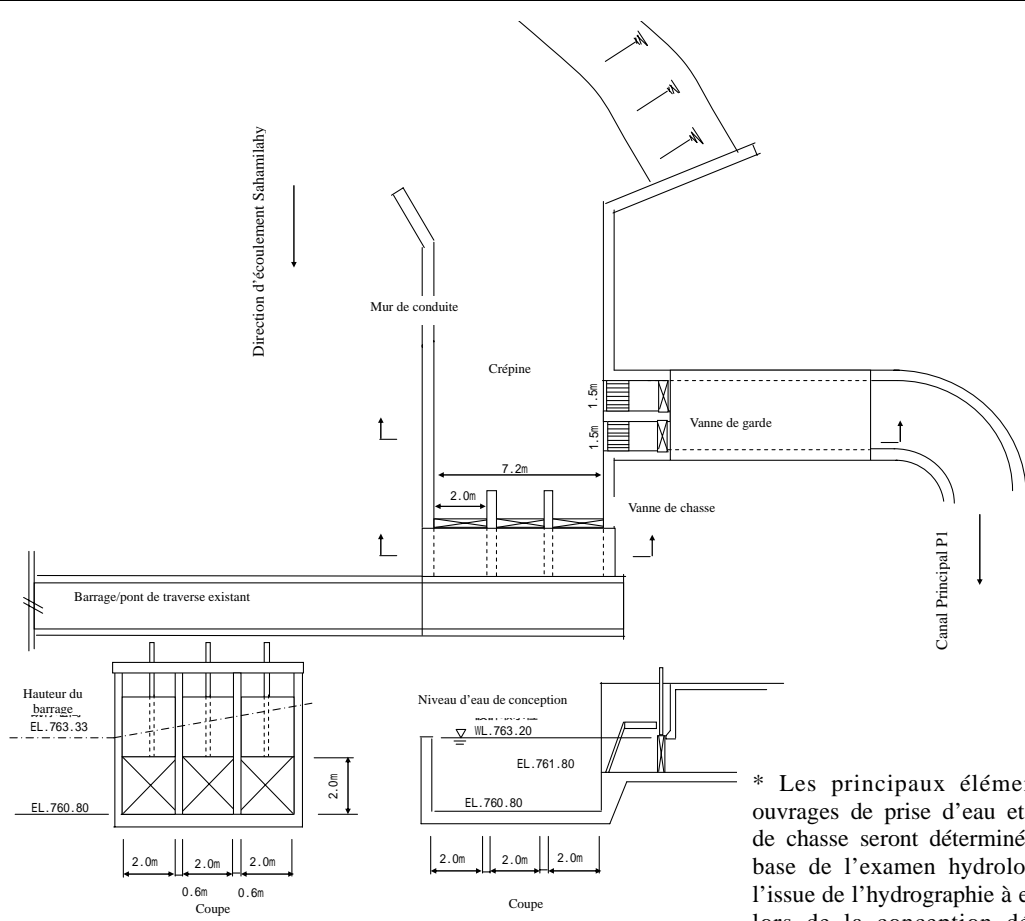 Direction d’écoulement Sahamilahy
Mur de conduite
Crépine
1.5m
1.5m
Vanne de garde
7.2m
2.0m
Vanne de chasse
Canal Principal P1
Barrage/pont de traverse existant
Hauteur du
barrage
EL.763.33
EL.760.80
2.0m
2.0m
2.0m
2.0m
0.6m
0.6m
Coupe
Niveau d’eau de conception
WL.763.20
EL.761.80
EL.760.80
2.0m
2.0m
2.0m
Coupe
* Les principaux élémen
ouvrages de prise d’eau et
de chasse seront déterminé
base de l’examen hydrolo
l’issue de l’hydrographie à e
lors de la conception dé